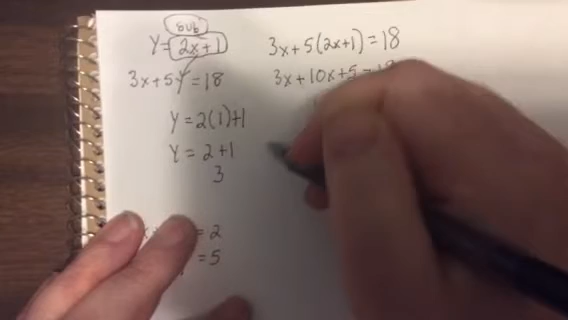 sub
y=2x+1
3x+5y=18
y=2(1)+1
y=2+1
3
=2
=5
3x+5(2x+1)=18
3x+10x+5=18